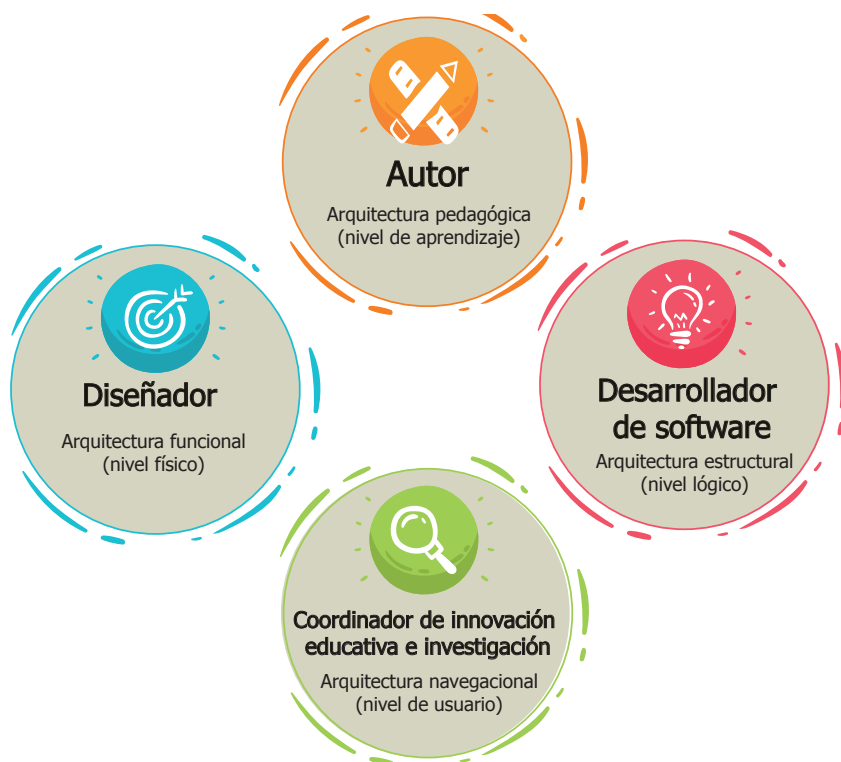 Autor
Arquitectura pedagógica
(nivel de aprendizaje)
Diseñador
Arquitectura funcional
(nivel físico)
Desarrollador
de software
Arquitectura estructural
(nivel lógico)
Coordinador de innovación
educativa e investigación
Arquitectura navegacional
(nivel de usuario)